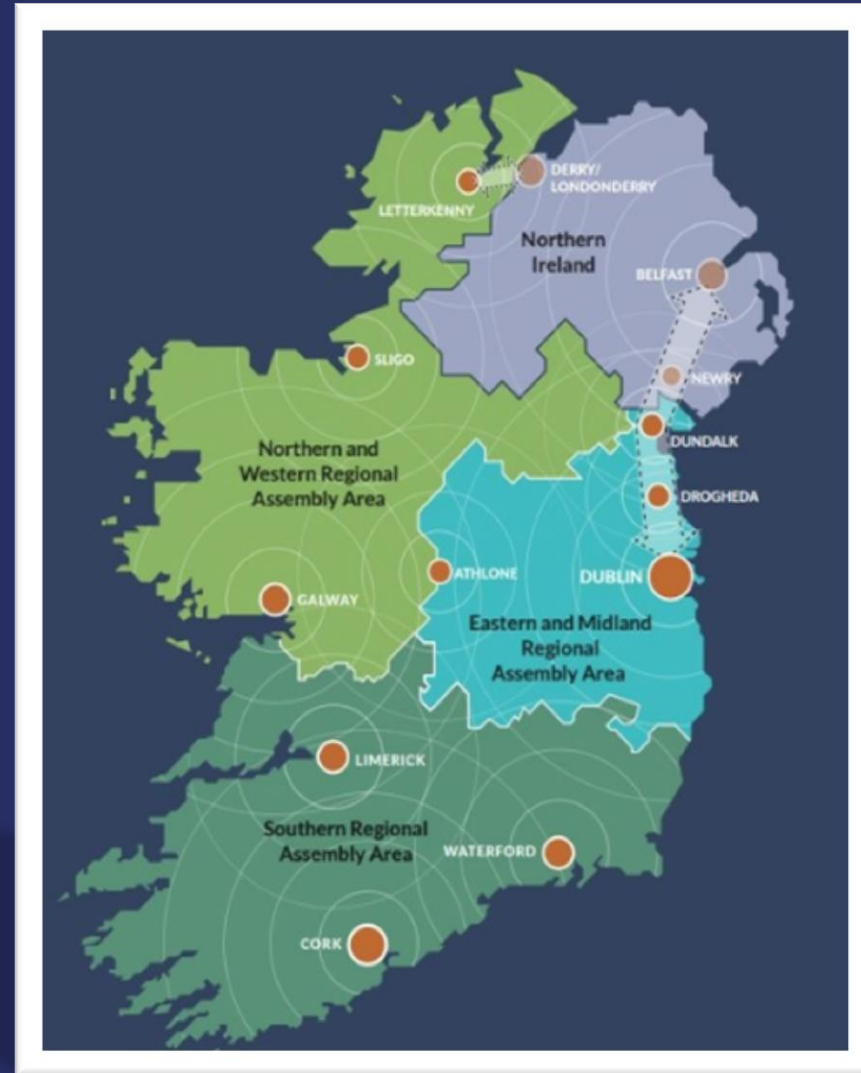 DERRY/
LONDONDERRY
LETTERKENNY
Northern
Ireland
BELFAST
SLIGO
NEWRY
DUNDALK
Northern and
Western Regional
Assembly Area
DROGHEDA
ATHLONE
DUBLIN
GALWAY
Eastern and Midland
Regional
Assembly Area
LIMERICK
Southern Regional
Assembly Area
WATERFORD
CORK